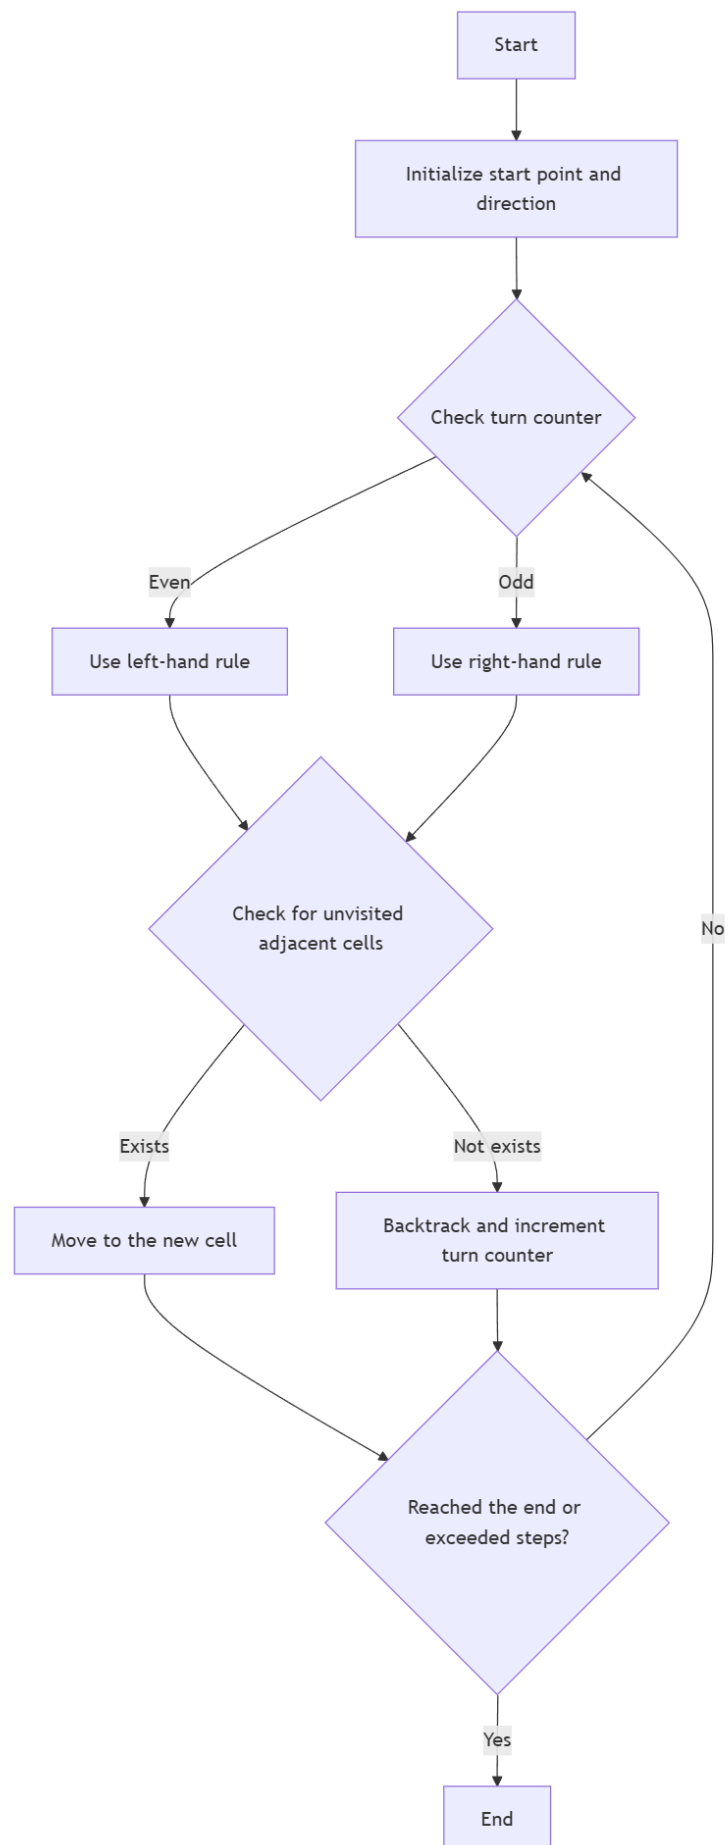 Start
Initialize start point and
direction
Check turn counter
Even
Odd
Use left-hand rule
Use right-hand rule
Check for unvisited
adjacent cells
No
Exists
Not exists
Move to the new cell
Backtrack and increment
turn counter
Reached the end or
exceeded steps?
Yes
End